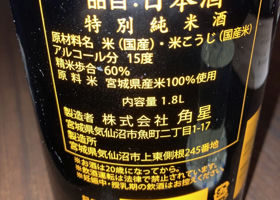 品目：日本酒
特別純米酒
原材料名 米（国産）・米こうじ（国産米）
アルコール分 15度
精米歩合 60%
原料米 宮城県産米100%使用
1.8L
製造者 株式会社 角星
宮城県気仙沼市魚町二丁目1-17
製造所
宮城県気仙沼市上東側根245番地
※お酒は20歳になってから。
※飲酒運転は法律で禁止されています。
※妊娠中・授乳期の飲酒はお控えください。